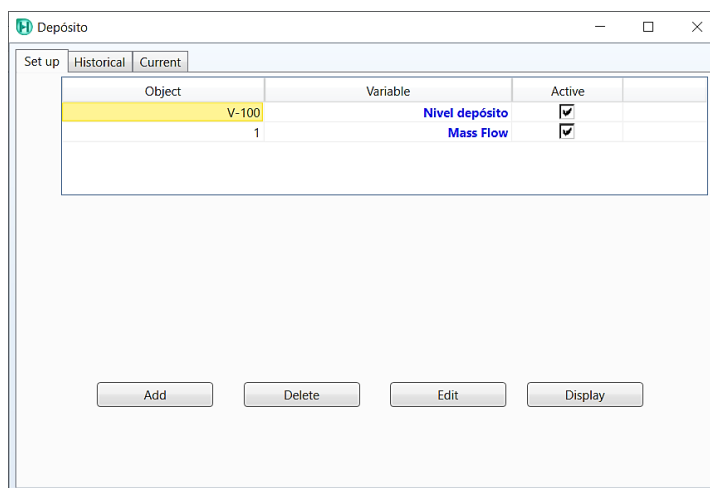 Depósito
Set up Historical Current
Object Variable Active
V-100 Nivel depósito
1 Mass Flow
Add Delete Edit Display